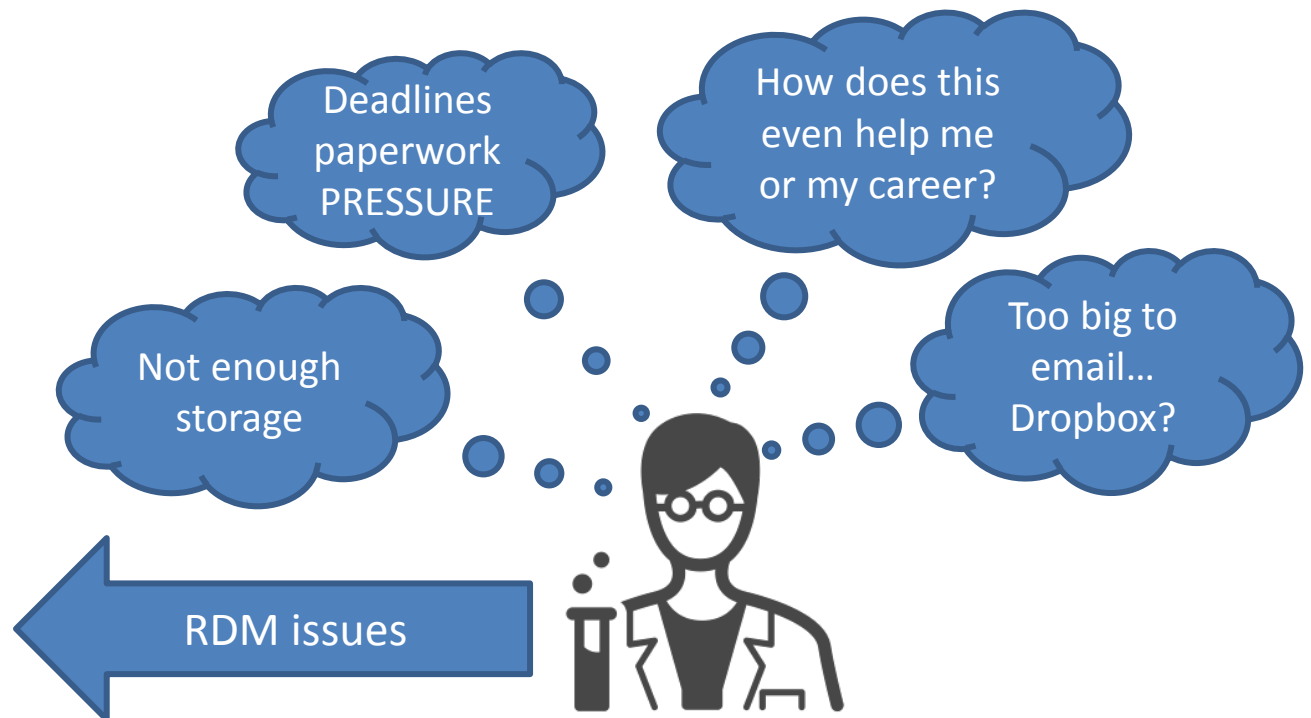 Deadlines
paperwork
PRESSURE
How does this
even help me
or my career?
Not enough
storage
Too big to
email…
Dropbox?
RDM issues